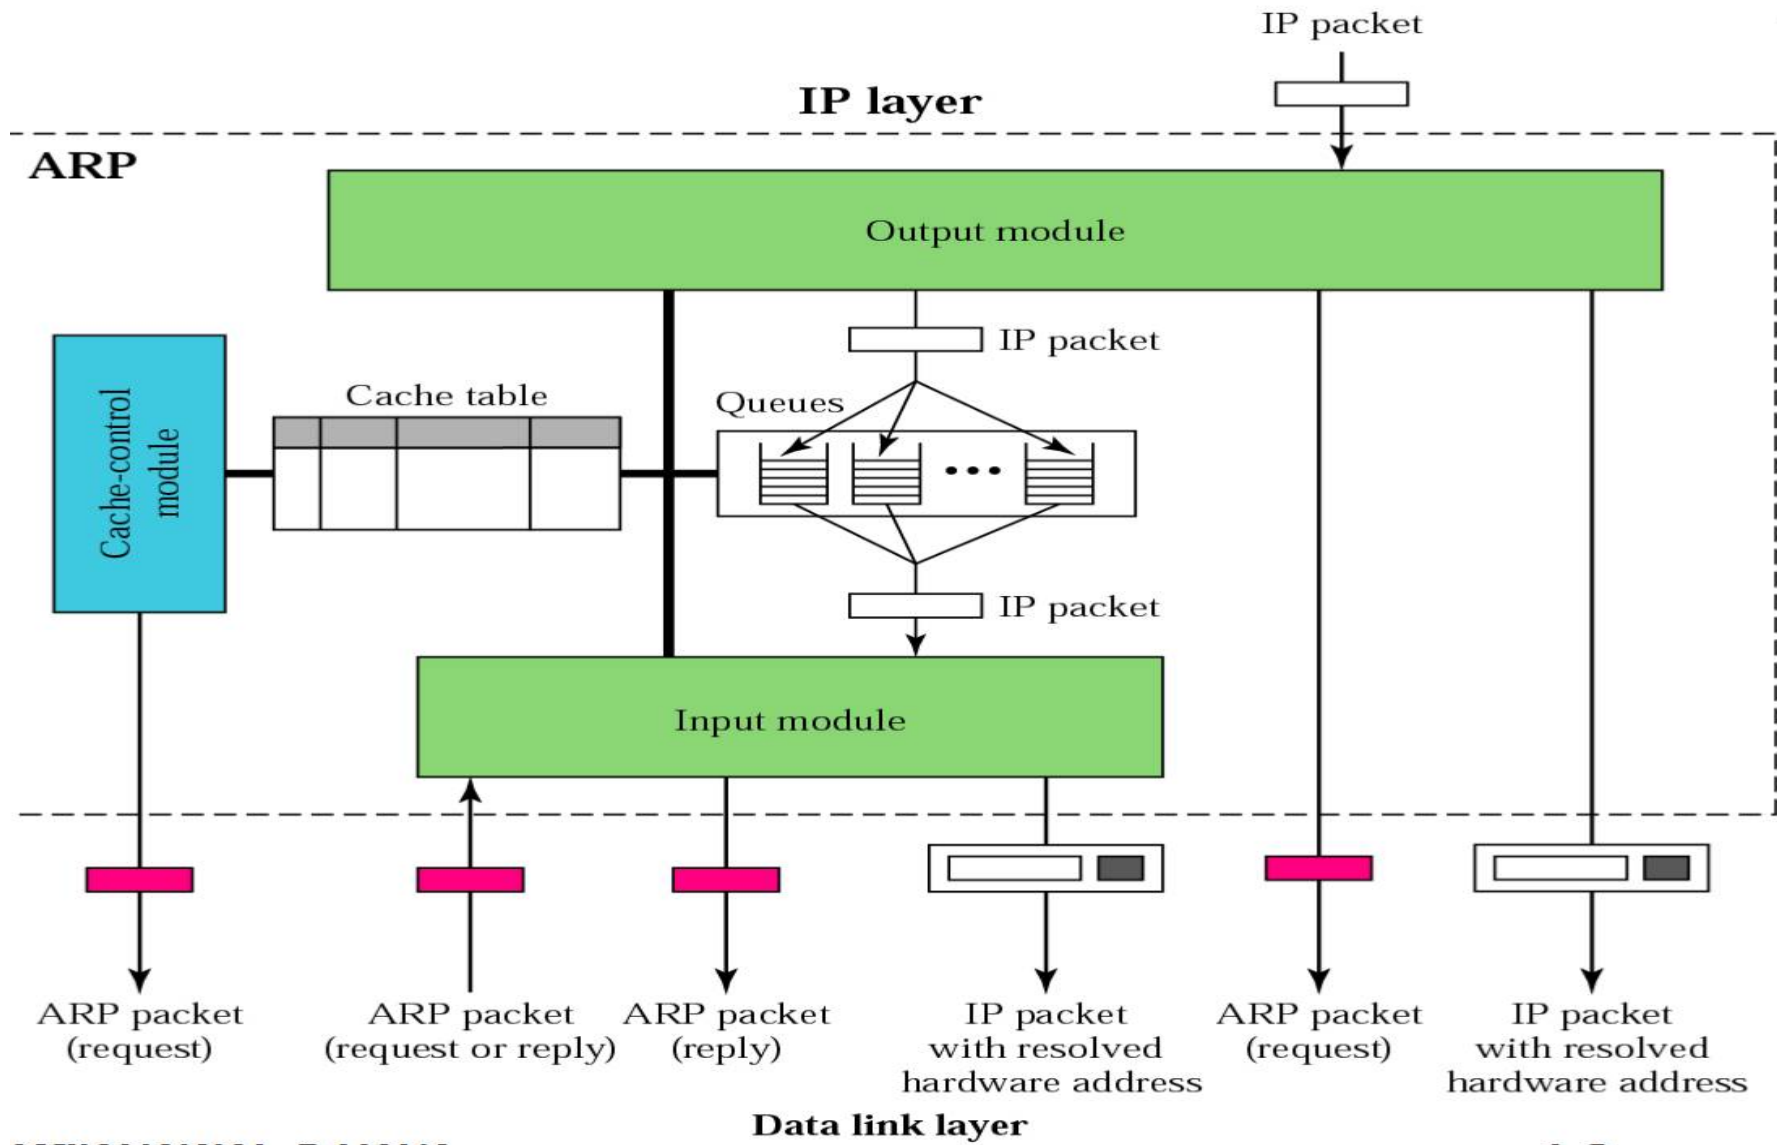 IP packet
IP layer
ARP
Output module
IP packet
Cache-control
module
Cache table
Queues
IP packet
Input module
ARP packet
(request)
ARP packet
(request or reply)
ARP packet
(reply)
IP packet
with resolved
hardware address
ARP packet
(request)
IP packet
with resolved
hardware address
Data link layer